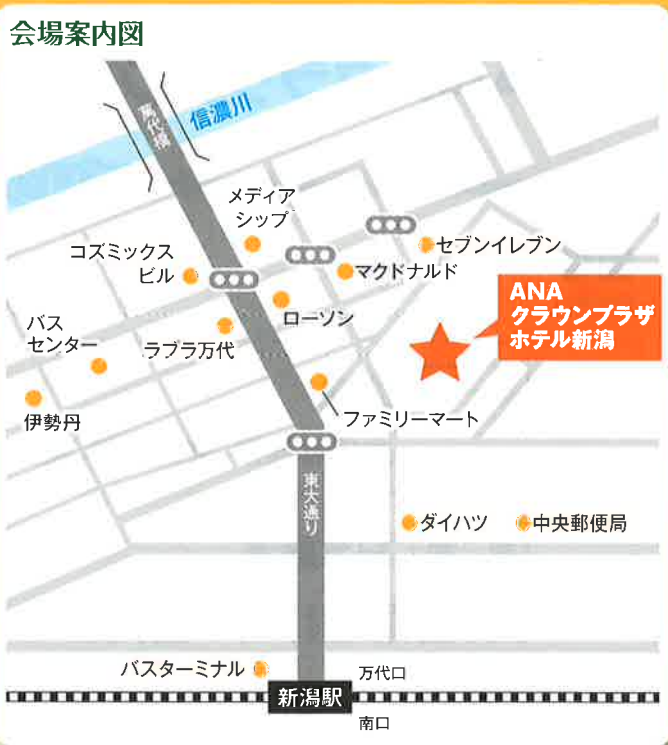 会場案内図
信濃川
萬代橋
メディア
シップ
コズミックス
ビル
セブンイレブン
マクドナルド
ANA
クラウンプラザ
ホテル新潟
バス
センター
ラブラ万代
ローソン
伊勢丹
ファミリーマート
東大通り
ダイハツ
中央郵便局
バスターミナル
万代口
新潟駅
南口